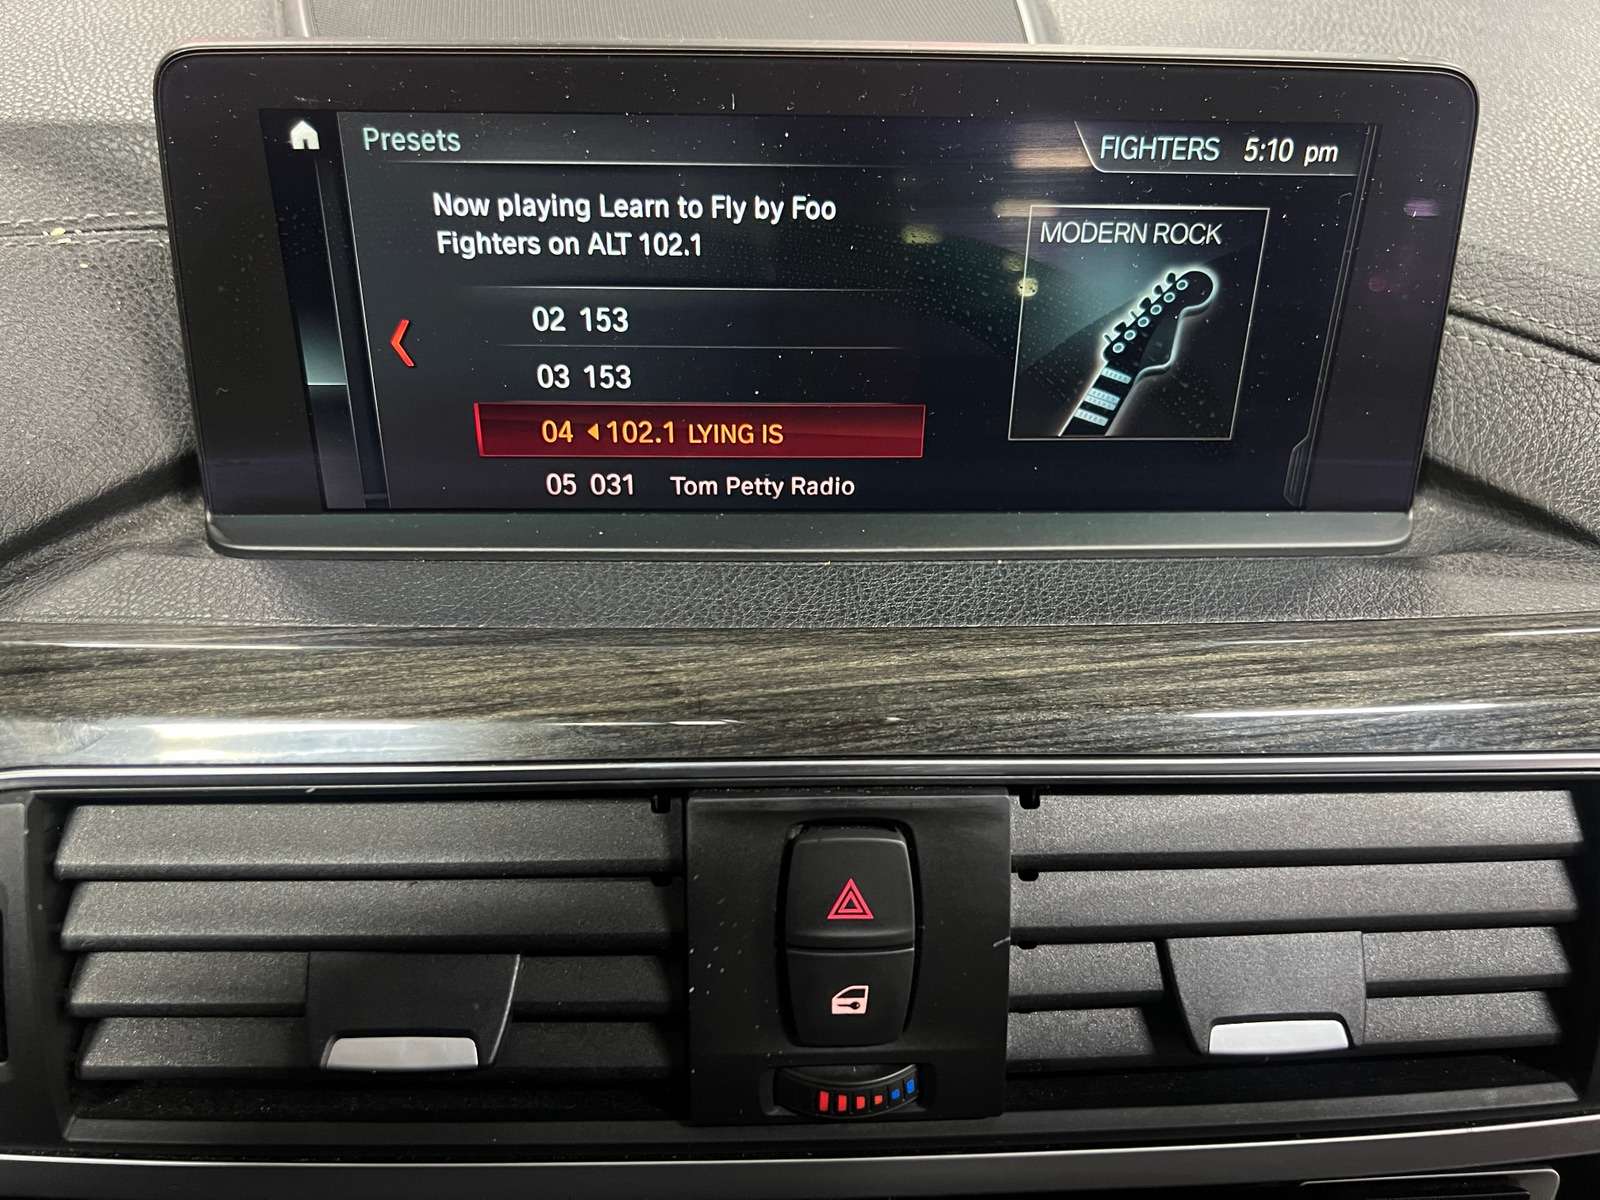 Presets
FIGHTERS 5:10 pm
Now playing Learn to Fly by Foo
Fighters on ALT 102.1
MODERN ROCK
02 153
03 153
04 ◄102.1 LYING IS
05 031 Tom Petty Radio